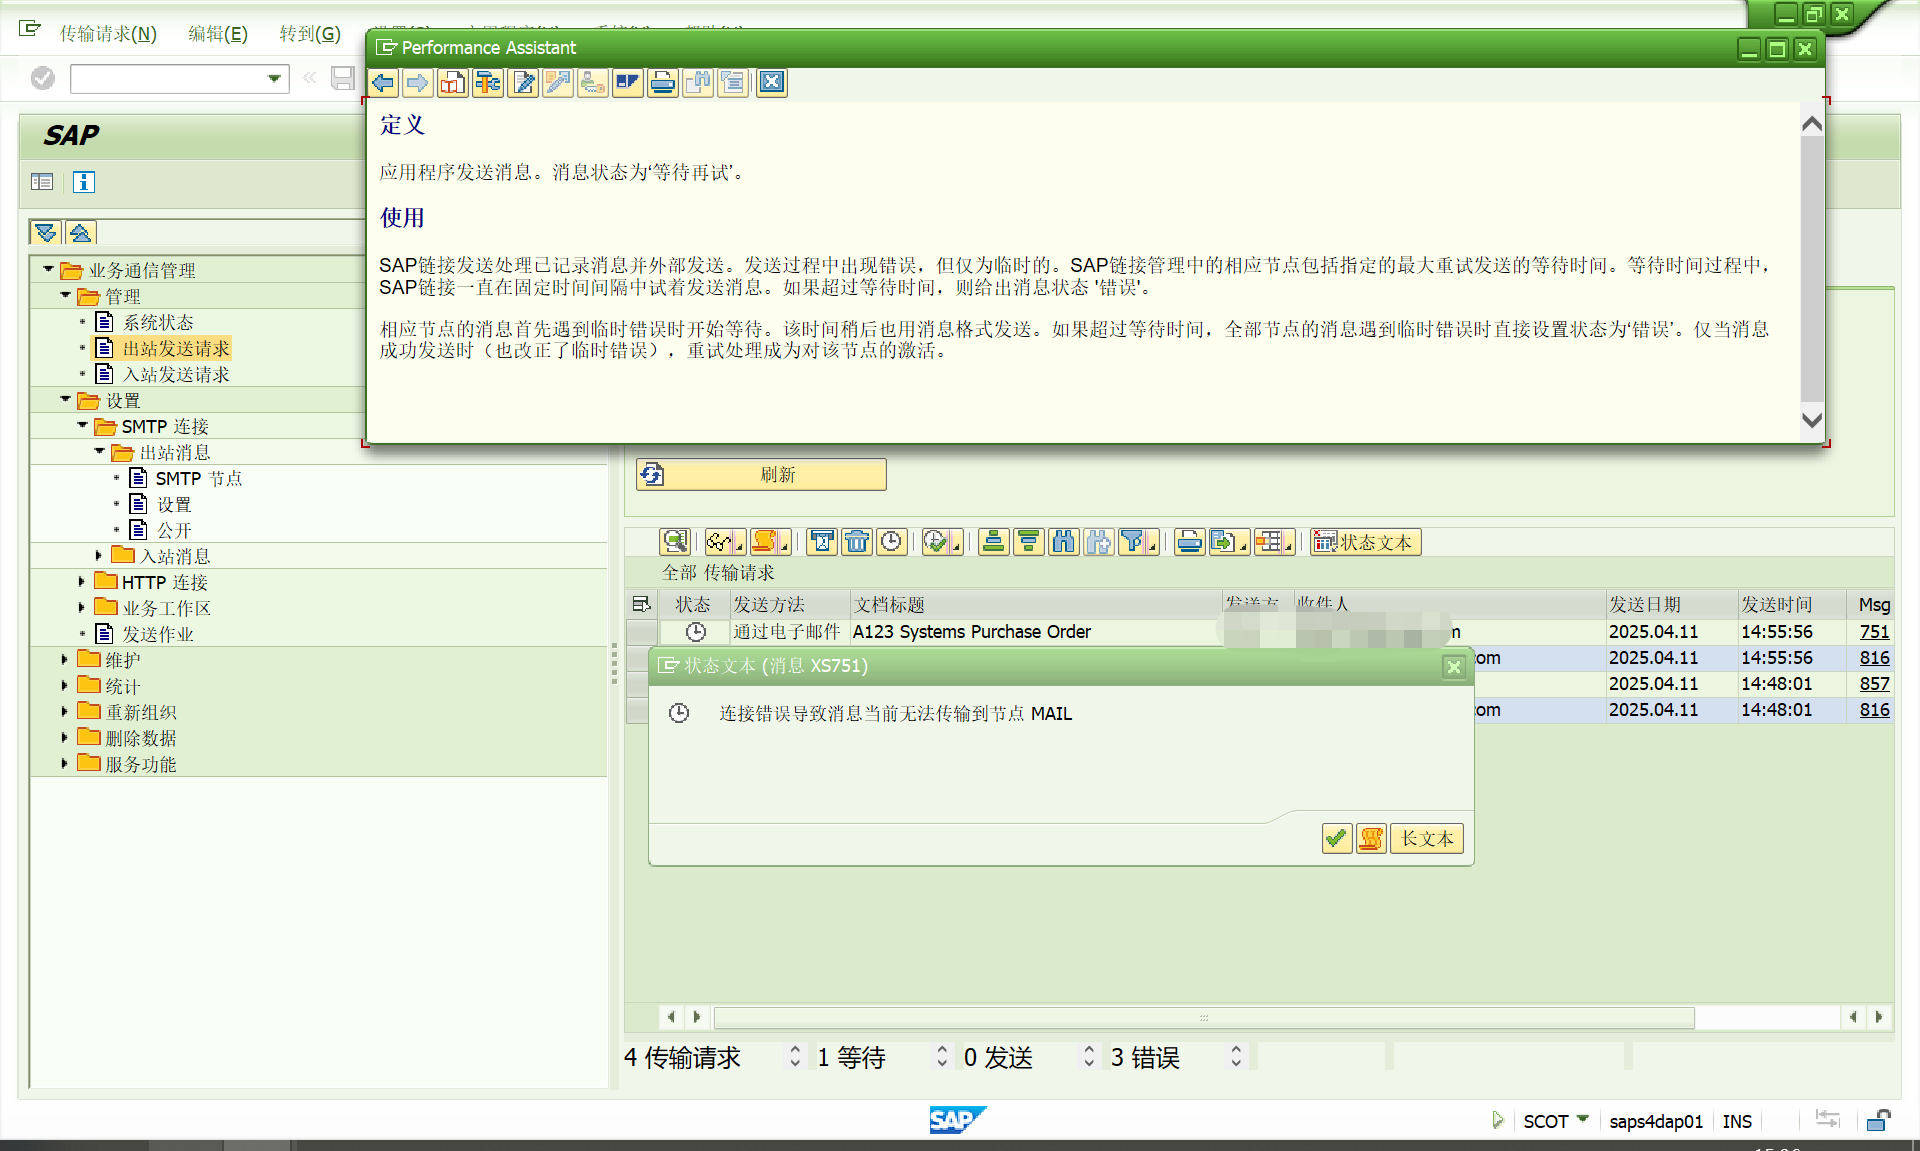 传输请求(N) 编辑(E) 转到(G)
Performance Assistant
定义
应用程序发送消息。消息状态为‘等待再试’。
使用
SAP链接发送处理已记录消息并外部发送。发送过程中出现错误，但仅为临时的。SAP链接管理中的相应节点包括指定的最大重试发送的等待时间。等待时间过程中，
SAP链接一直在固定时间间隔中试着发送消息。如果超过等待时间，则给出消息状态 '错误'。
相应节点的消息首先遇到临时错误时开始等待。该时间稍后也用消息格式发送。如果超过等待时间，全部节点的消息遇到临时错误时直接设置状态为‘错误’。仅当消息
成功发送时（也改正了临时错误），重试处理成为对该节点的激活。
SAP
业务通信管理
管理
系统状态
出站发送请求
入站发送请求
设置
SMTP 连接
出站消息
SMTP 节点
设置
公开
入站消息
HTTP 连接
业务工作区
发送作业
维护
统计
重新组织
删除数据
服务功能
刷新
状态文本
全部 传输请求
状态 发送方法 文档标题 发送方 收件人 发送日期 发送时间 Msg
通过电子邮件 A123 Systems Purchase Order 2025.04.11 14:55:56 751
com 2025.04.11 14:55:56 816
2025.04.11 14:48:01 857
com 2025.04.11 14:48:01 816
状态文本 (消息 XS751)
连接错误导致消息当前无法传输到节点 MAIL
长文本
4 传输请求 1 等待 0 发送 3 错误
SAP
SCOT saps4dap01 INS